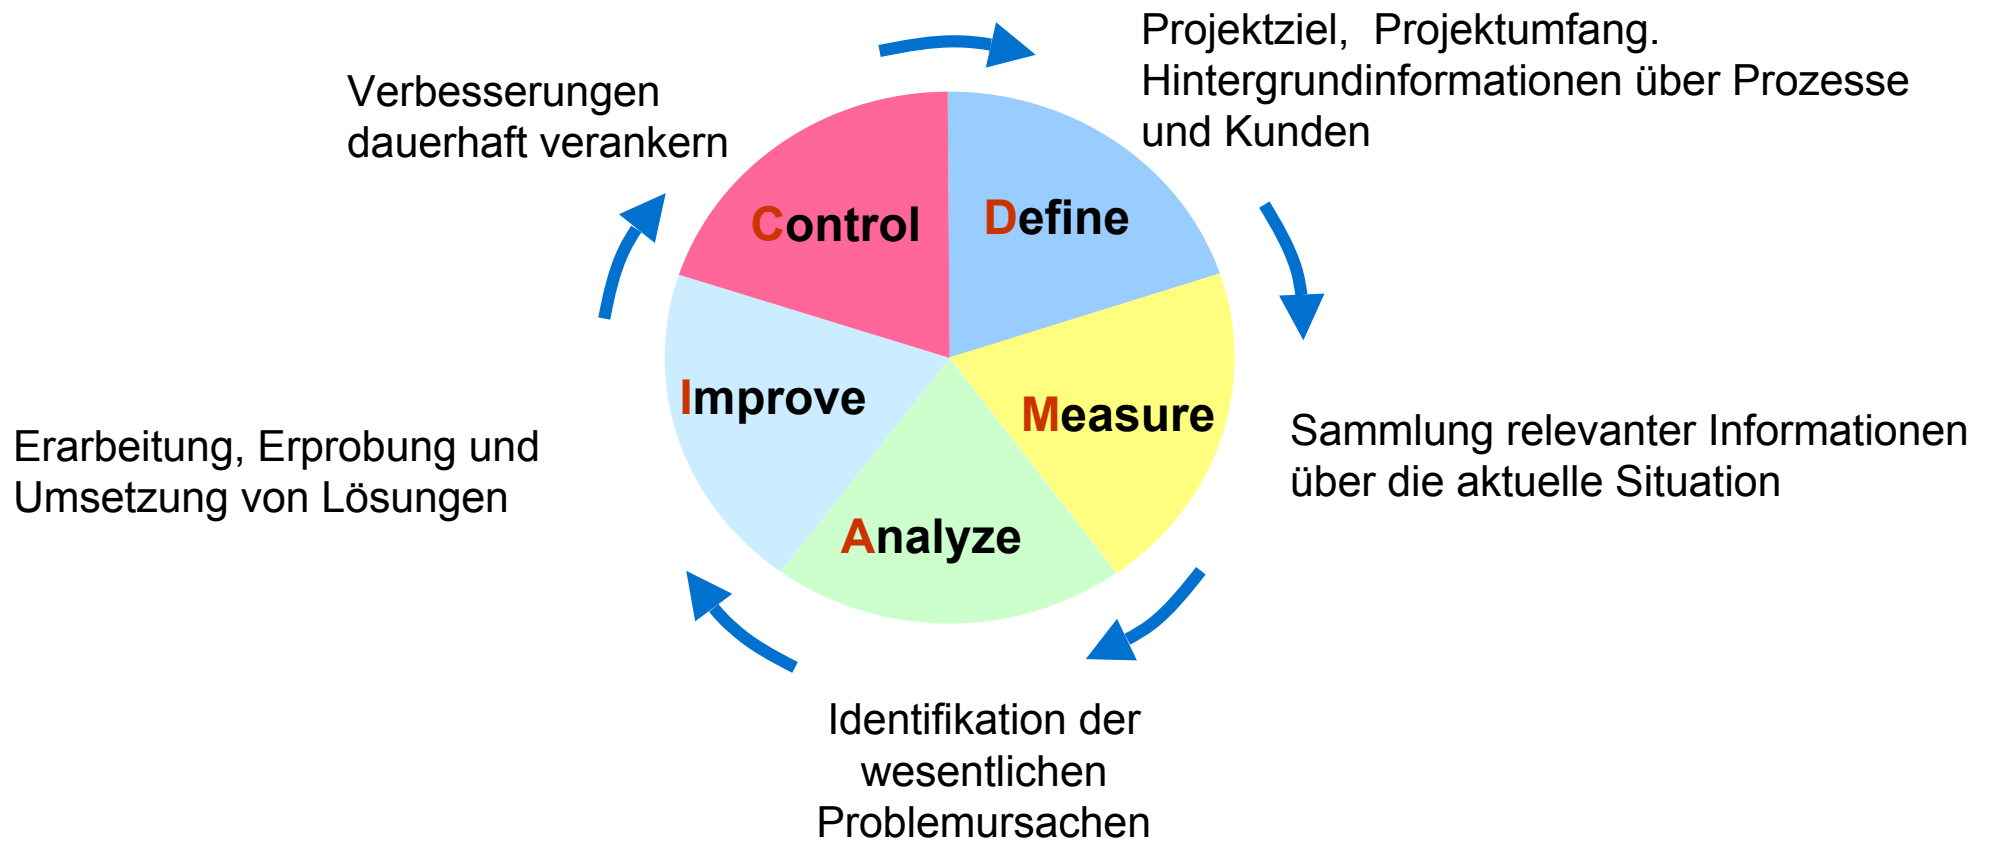 Projektziel,  Projektumfang.
Hintergrundinformationen über Prozesse
und Kunden
Verbesserungen
dauerhaft verankern
Control
Define
Improve
Measure
Analyze
Erarbeitung, Erprobung und
Umsetzung von Lösungen
Sammlung relevanter Informationen
über die aktuelle Situation
Identifikation der
wesentlichen
Problemursachen